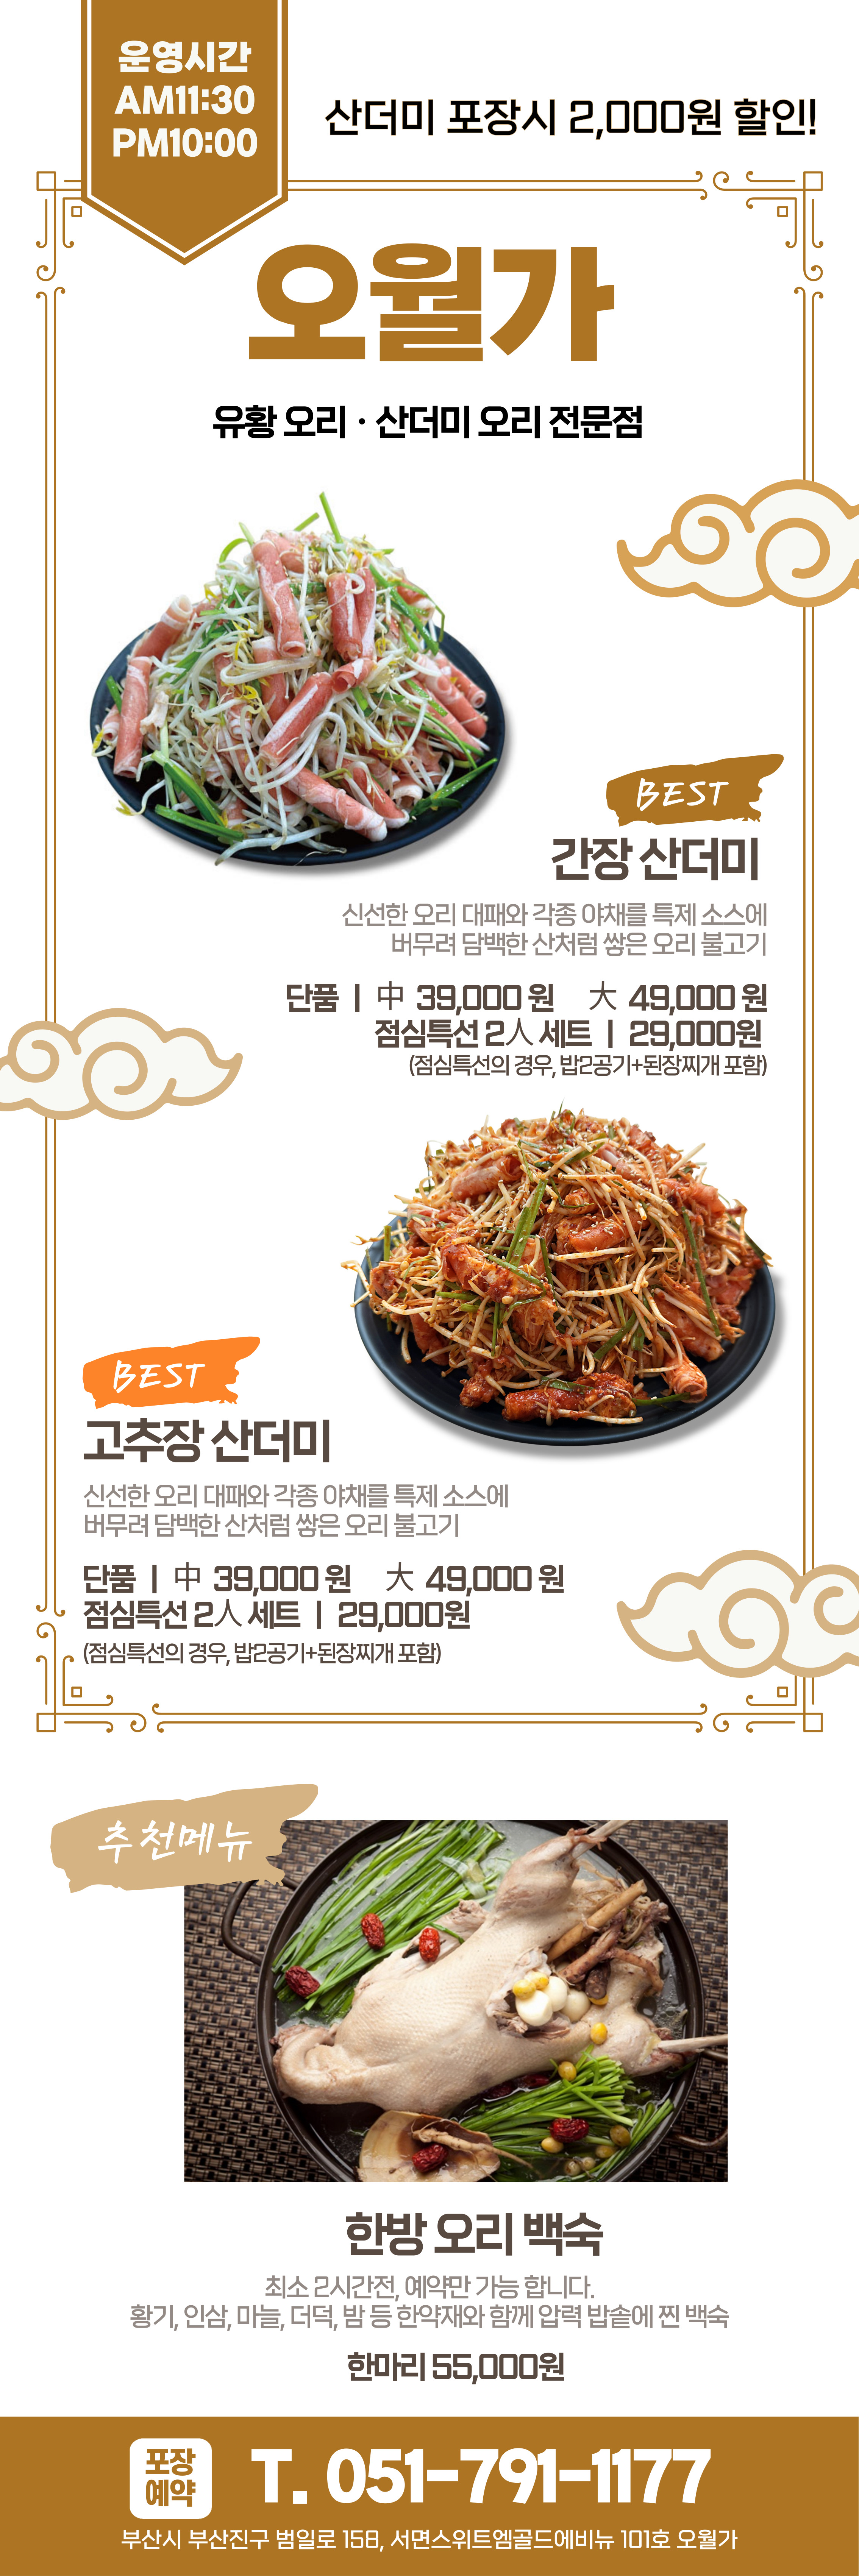 운영시간
AM11:30
PM10:00
산더미 포장시 2,000원 할인!
오월가
유황 오리 · 산더미 오리 전문점
BEST
간장 산더미
신선한 오리 대패와 각종 야채를 특제 소스에
버무려 담백한 산처럼 쌓은 오리 불고기
단품 | 中 39,000 원 大 49,000 원
점심특선 2人 세트 | 29,000원
(점심특선의 경우, 밥2공기+된장찌개 포함)
BEST
고추장 산더미
신선한 오리 대패와 각종 야채를 특제 소스에
버무려 담백한 산처럼 쌓은 오리 불고기
단품 | 中 39,000 원 大 49,000 원
점심특선 2人 세트 | 29,000원
(점심특선의 경우, 밥2공기+된장찌개 포함)
추천메뉴
한방 오리 백숙
최소 2시간전, 예약만 가능 합니다.
황기, 인삼, 마늘, 더덕, 밤 등 한약재와 함께 압력 밥솥에 찐 백숙
한마리 55,000원
포장
예약
T. 051-791-1177
부산시 부산진구 범일로 158, 서면스위트엠골드에비뉴 101호 오월가